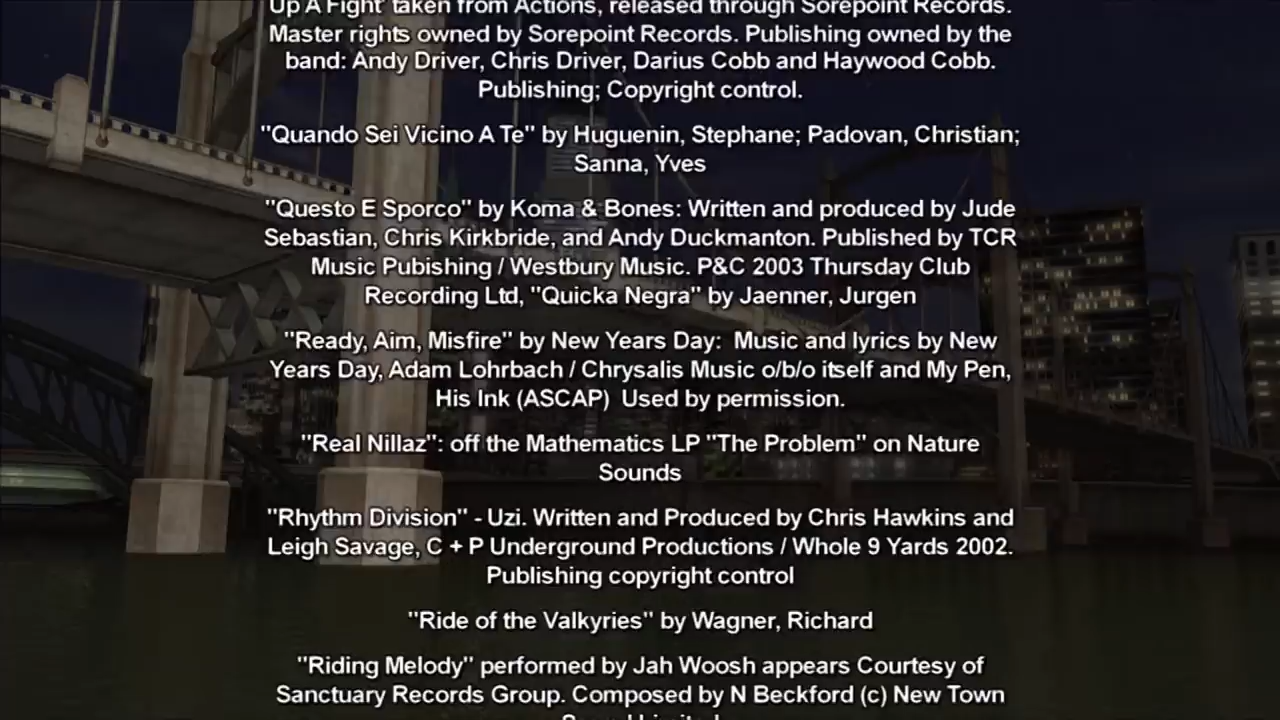 Up A Fight' taken from Actions, released through Sorepoint Records.
Master rights owned by Sorepoint Records. Publishing owned by the
band: Andy Driver, Chris Driver, Darius Cobb and Haywood Cobb.
Publishing; Copyright control.
"Quando Sei Vicino A Te" by Huguenin, Stephane; Padovan, Christian;
Sanna, Yves
"Questo E Sporco" by Koma & Bones: Written and produced by Jude
Sebastian, Chris Kirkbride, and Andy Duckmanton. Published by TCR
Music Pubishing / Westbury Music. P&C 2003 Thursday Club
Recording Ltd, "Quicka Negra" by Jaenner, Jurgen
"Ready, Aim, Misfire" by New Years Day:  Music and lyrics by New
Years Day, Adam Lohrbach / Chrysalis Music o/b/o itself and My Pen,
His Ink (ASCAP)  Used by permission.
"Real Nillaz": off the Mathematics LP "The Problem" on Nature
Sounds
"Rhythm Division" - Uzi. Written and Produced by Chris Hawkins and
Leigh Savage, C + P Underground Productions / Whole 9 Yards 2002.
Publishing copyright control
"Ride of the Valkyries" by Wagner, Richard
"Riding Melody" performed by Jah Woosh appears Courtesy of
Sanctuary Records Group. Composed by N Beckford (c) New Town